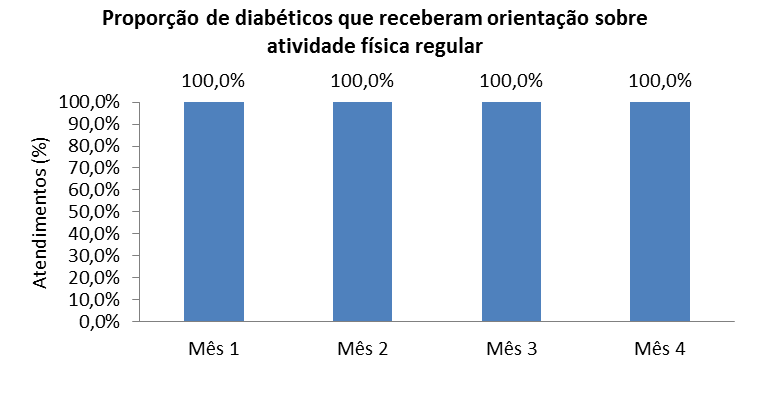 Proporção de diabéticos que receberam orientação sobre
atividade física regular
100,0% 100,0% 100,0% 100,0%
Atendimentos (%)
100,0%
90,0%
80,0%
70,0%
60,0%
50,0%
40,0%
30,0%
20,0%
10,0%
0,0%
Mês 1 Mês 2 Mês 3 Mês 4